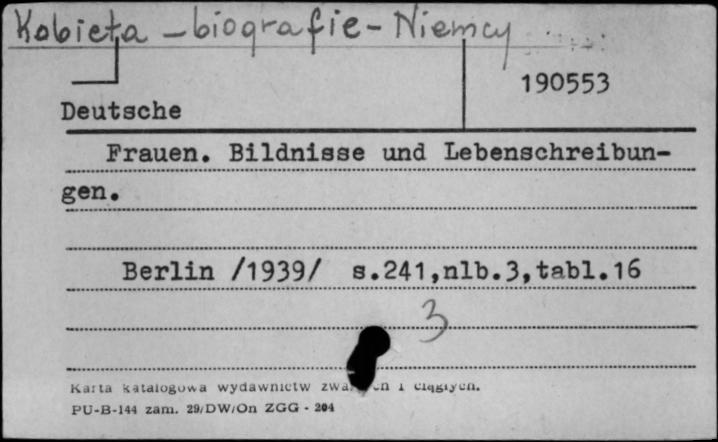 Kobieta – biografie – Niemcy
190553
Deutsche
Frauen. Bildnisse und Lebenschreibun-
gen.
Berlin /1939/ s.241,nlb.3,tabl.16
3
Karta katalogowa wydawnictw i ciągłych.
PU-B-144 zam. 29/DW/On ZGG - 204